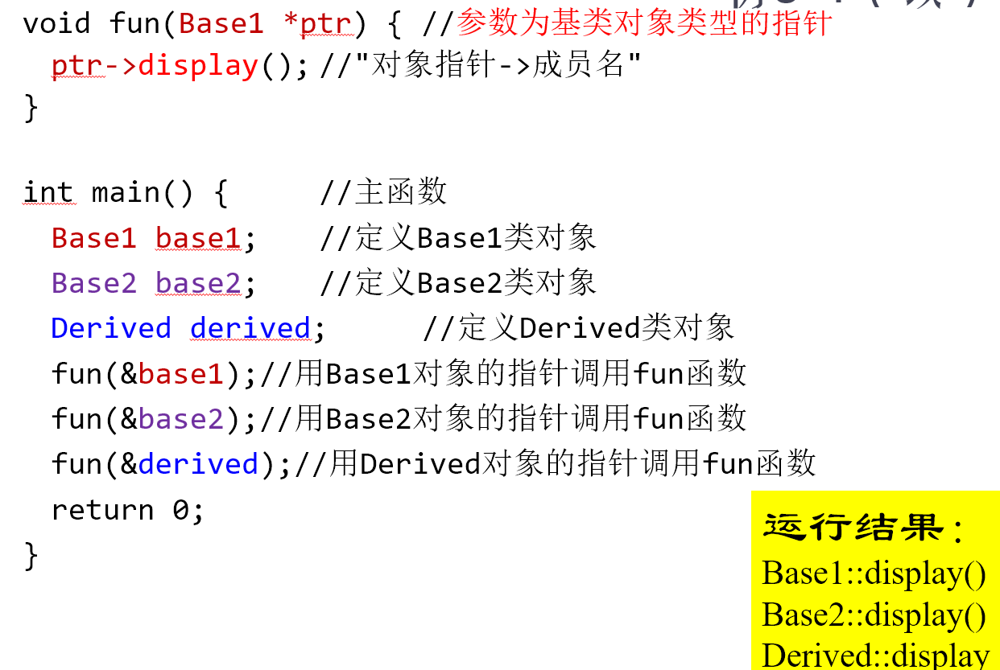 void fun(Base1 *ptr) { //参数为基类对象类型的指针
ptr->display(); //"对象指针->成员名"
}
int main() { //主函数
Base1 base1; //定义Base1类对象
Base2 base2; //定义Base2类对象
Derived derived; //定义Derived类对象
fun(&base1);//用Base1对象的指针调用fun函数
fun(&base2);//用Base2对象的指针调用fun函数
fun(&derived);//用Derived对象的指针调用fun函数
return 0;
}
运行结果:
Base1::display()
Base2::display()
Derived::display